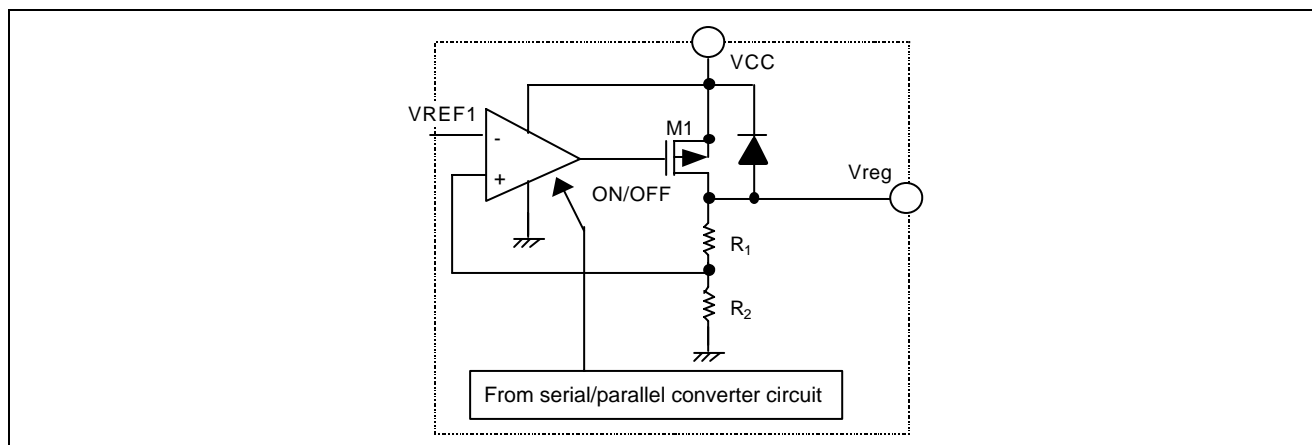 VCC
VREF1
-
+
M1
ON/OFF
Vreg
R₁
R₂
From serial/parallel converter circuit